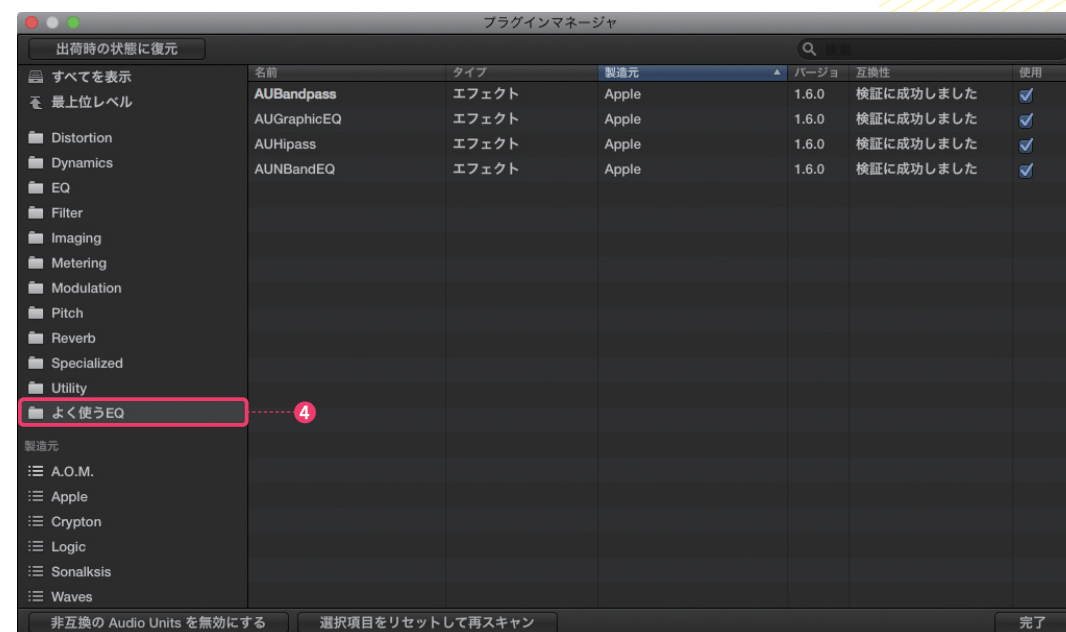 プラグインマネージャ
出荷時の状態に復元
検索
すべてを表示
最上位レベル
Distortion
Dynamics
EQ
Filter
Imaging
Metering
Modulation
Pitch
Reverb
Specialized
Utility
よく使うEQ
4
製造元
A.O.M.
Apple
Crypton
Logic
Sonalksis
Waves
名前 タイプ 製造元 バージョ 互換性 使用
AUBandpass エフェクト Apple 1.6.0 検証に成功しました
AUGraphicEQ エフェクト Apple 1.6.0 検証に成功しました
AUHipass エフェクト Apple 1.6.0 検証に成功しました
AUNBandEQ エフェクト Apple 1.6.0 検証に成功しました
非互換の Audio Units を無効にする 選択項目をリセットして再スキャン 完了